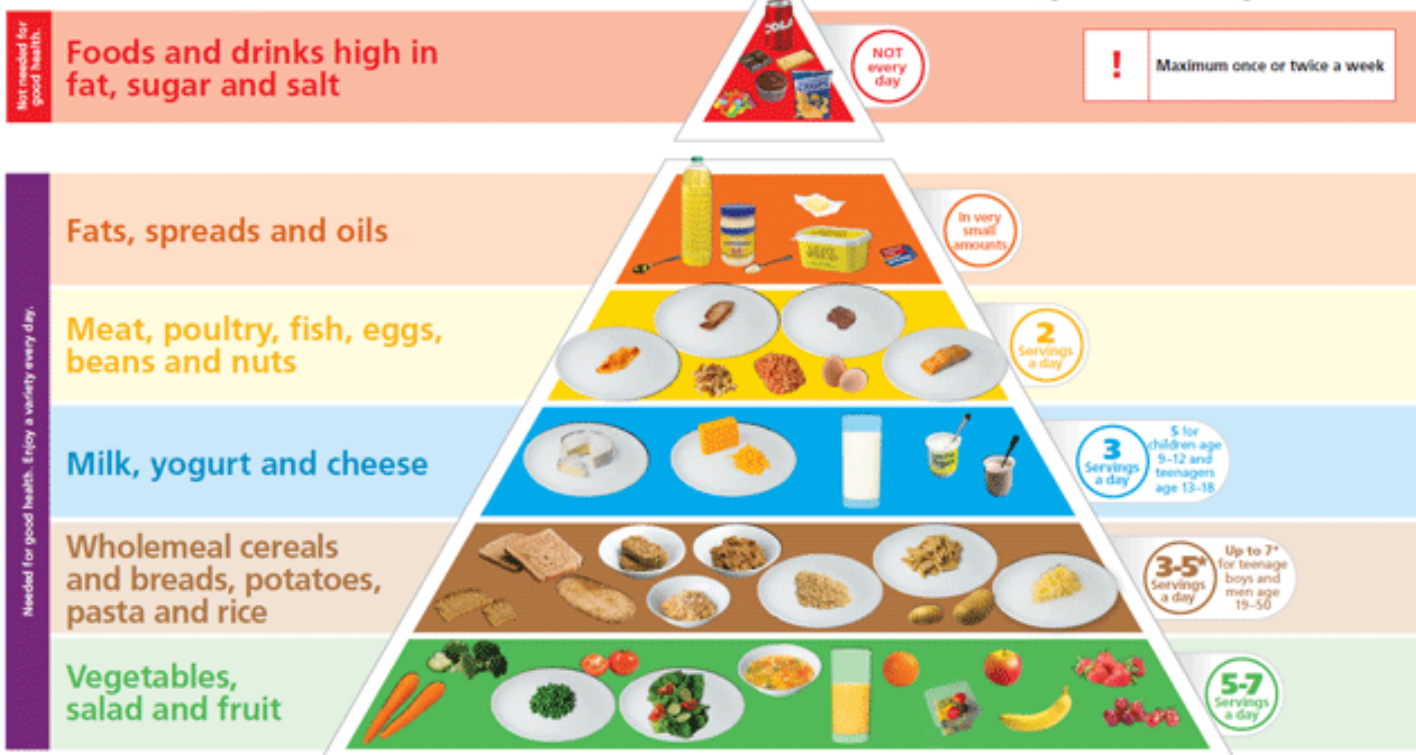 Not needed for
good health.
Foods and drinks high in
fat, sugar and salt
COLA
CRISPS
NOT
every
day
!
Maximum once or twice a week
Needed for good health. Enjoy a variety every day.
Fats, spreads and oils
In very
small
amounts
Meat, poultry, fish, eggs,
beans and nuts
2
Servings
a day
Milk, yogurt and cheese
3
Servings
a day
5 for
children age
9–12 and
teenagers
age 13–18
Wholemeal cereals
and breads, potatoes,
pasta and rice
3-5*
Servings
a day
Up to 7*
for teenage
boys and
men age
19–50
Vegetables,
salad and fruit
5-7
Servings
a day